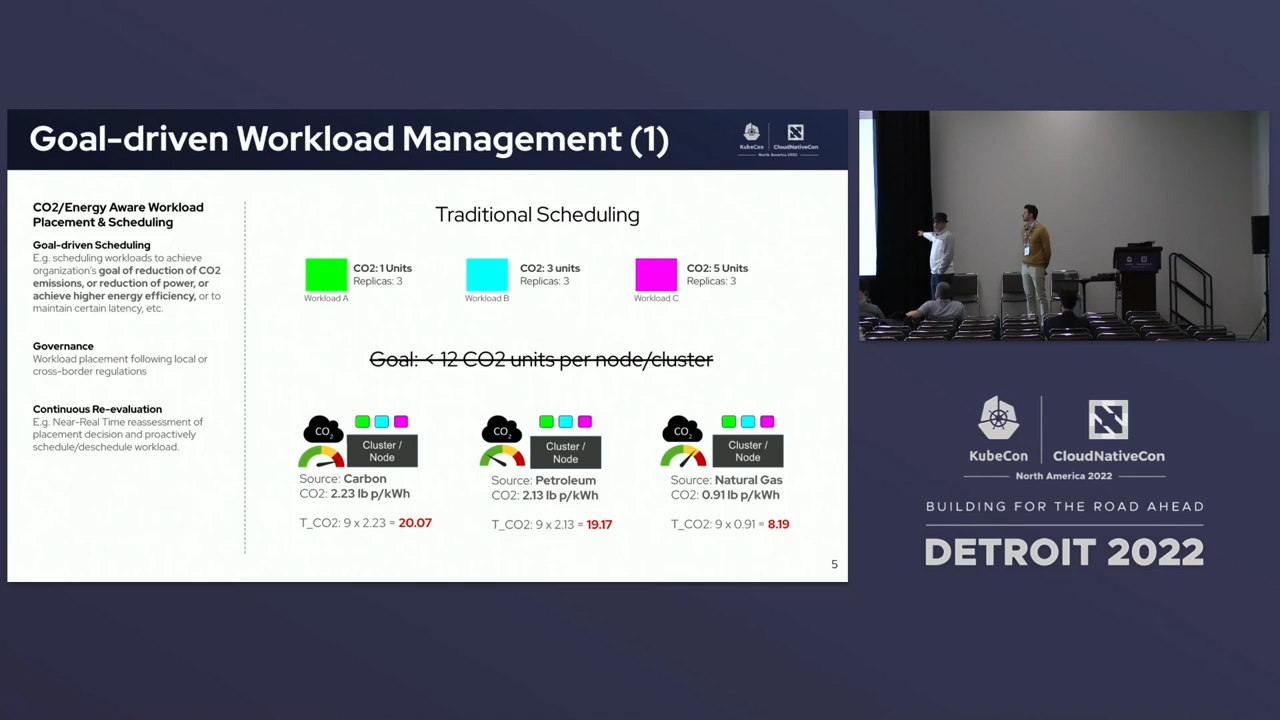 Goal-driven Workload Management (1)
KubeCon
CloudNativeCon
North America 2022
CO2/Energy Aware Workload
Placement & Scheduling
Goal-driven Scheduling
E.g. scheduling workloads to achieve
organization's goal of reduction of CO2
emissions, or reduction of power, or
achieve higher energy efficiency, or to
maintain certain latency, etc.
Governance
Workload placement following local or
cross-border regulations
Continuous Re-evaluation
E.g. Near-Real Time reassessment of
placement decision and proactively
schedule/deschedule workload.
Traditional Scheduling
CO2: 1 Units
Replicas: 3
Workload A
CO2: 3 units
Replicas: 3
Workload B
CO2: 5 Units
Replicas: 3
Workload C
Goal: < 12 CO2 units per node/cluster
CO2
Cluster /
Node
Source: Carbon
CO2: 2.23 lb p/kWh
T_CO2: 9 x 2.23 = 20.07
CO2
Cluster /
Node
Source: Petroleum
CO2: 2.13 lb p/kWh
T_CO2: 9 x 2.13 = 19.17
CO2
Cluster /
Node
Source: Natural Gas
CO2: 0.91 lb p/kWh
T_CO2: 9 x 0.91 = 8.19
5
KubeCon
CloudNativeCon
North America 2022
BUILDING FOR THE ROAD AHEAD
DETROIT 2022